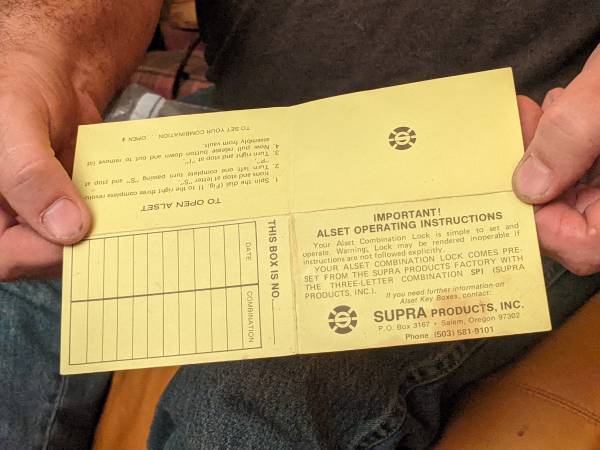 IMPORTANT!
ALSET OPERATING INSTRUCTIONS
Your Alset Combination Lock is simple to set and
operate. Warning, Lock may be rendered inoperable if
instructions are not followed explicitly.
YOUR ALSET COMBINATION LOCK COMES PRE-
SET FROM THE SUPRA PRODUCTS FACTORY WITH
THE THREE-LETTER COMBINATION SPI (SUPRA
PRODUCTS, INC.).
If you need further information on
Alset Key Boxes, contact:
SUPRA PRODUCTS, INC.
P.O. Box 3167 • Salem, Oregon 97302
Phone (503) 581-9101
THIS BOX IS NO.
DATE
COMBINATION
TO OPEN ALSET
1. Spin the dial (Fig. 1) to the right three complete
and stop at letter "S".
2. Turn left one complete turn passing "S" and stop at
"P".
3. Turn right and stop at "I".
4. Now pull release button down and out to remove lid
assembly from vault.
TO SET YOUR COMBINATION OPEN